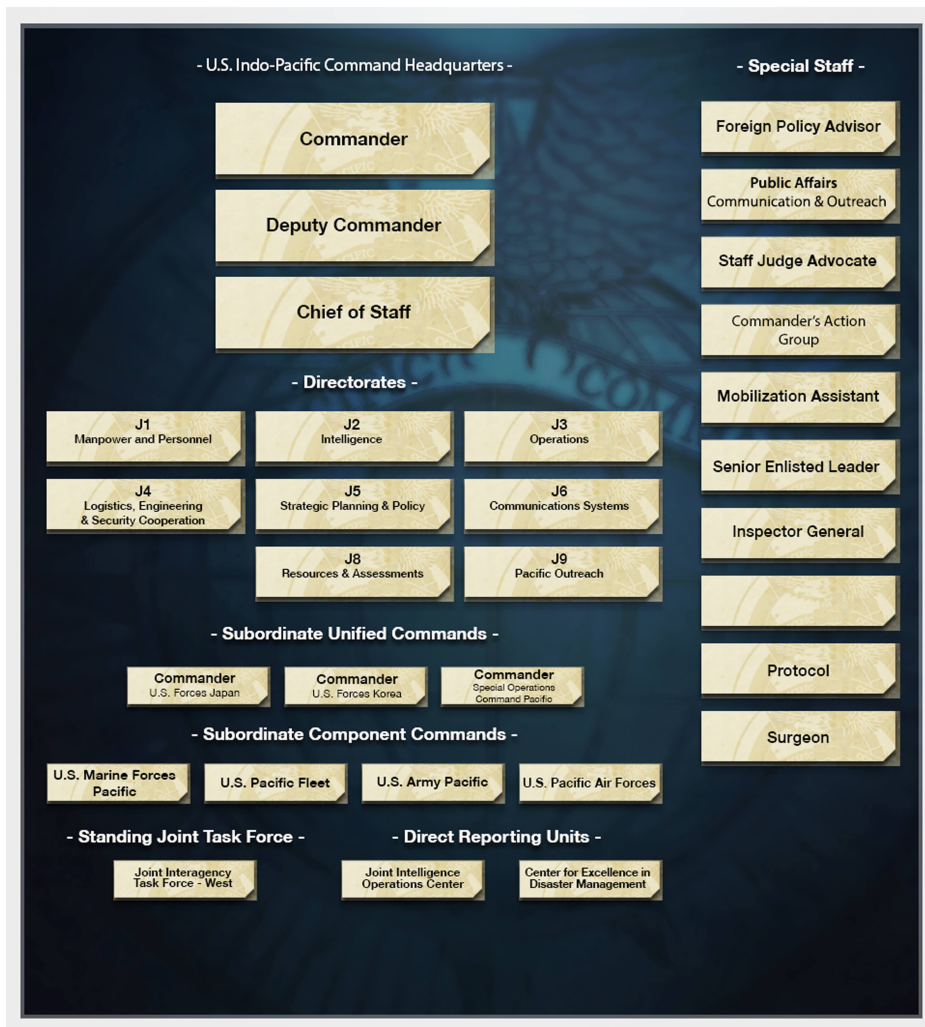 - U.S. Indo-Pacific Command Headquarters -
Commander
Deputy Commander
Chief of Staff
- Directorates -
J1
Manpower and Personnel
J2
Intelligence
J3
Operations
J4
Logistics, Engineering
& Security Cooperation
J5
Strategic Planning & Policy
J6
Communications Systems
J8
Resources & Assessments
J9
Pacific Outreach
- Subordinate Unified Commands -
Commander
U.S. Forces Japan
Commander
U.S. Forces Korea
Commander
Special Operations
Command Pacific
- Subordinate Component Commands -
U.S. Marine Forces
Pacific
U.S. Pacific Fleet
U.S. Army Pacific
U.S. Pacific Air Forces
- Standing Joint Task Force -
Joint Interagency
Task Force - West
- Direct Reporting Units -
Joint Intelligence
Operations Center
Center for Excellence in
Disaster Management
- Special Staff -
Foreign Policy Advisor
Public Affairs
Communication & Outreach
Staff Judge Advocate
Commander's Action
Group
Mobilization Assistant
Senior Enlisted Leader
Inspector General
Protocol
Surgeon